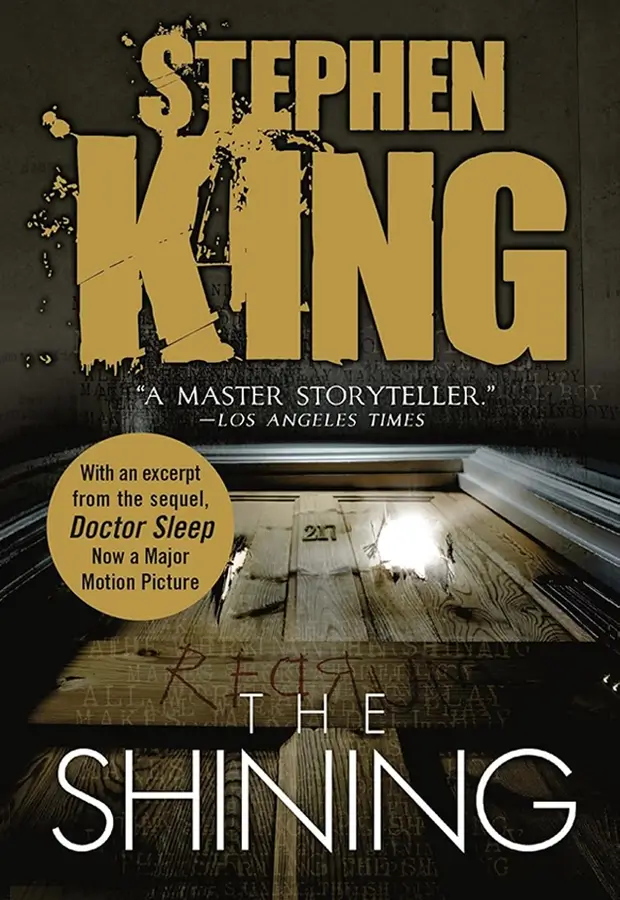 STEPHEN
KING
“A MASTER STORYTELLER.”
—LOS ANGELES TIMES
With an excerpt
from the sequel,
Doctor Sleep
Now a Major
Motion Picture
217
REDRUM
THE
SHINING